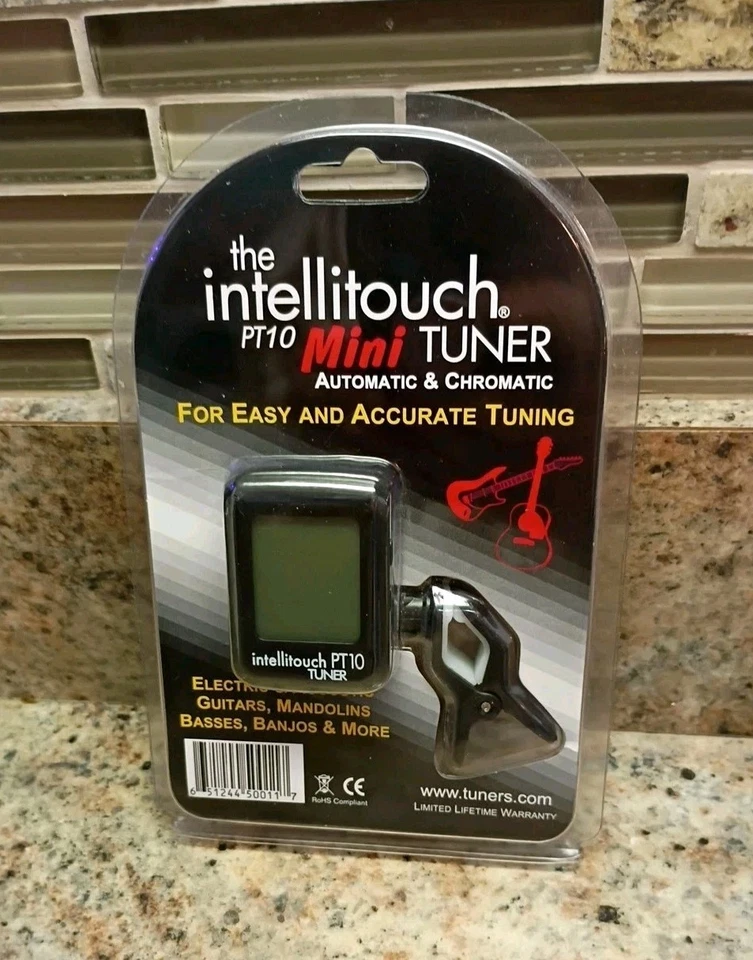 the
intellitouch®
PT10 Mini TUNER
AUTOMATIC & CHROMATIC
FOR EASY AND ACCURATE TUNING
intellitouch PT10
TUNER
GUITARS, MANDOLINS
BASSES, BANJOS & MORE
6 51244 50011 7
RoHS Compliant
CE
www.tuners.com
LIMITED LIFETIME WARRANTY